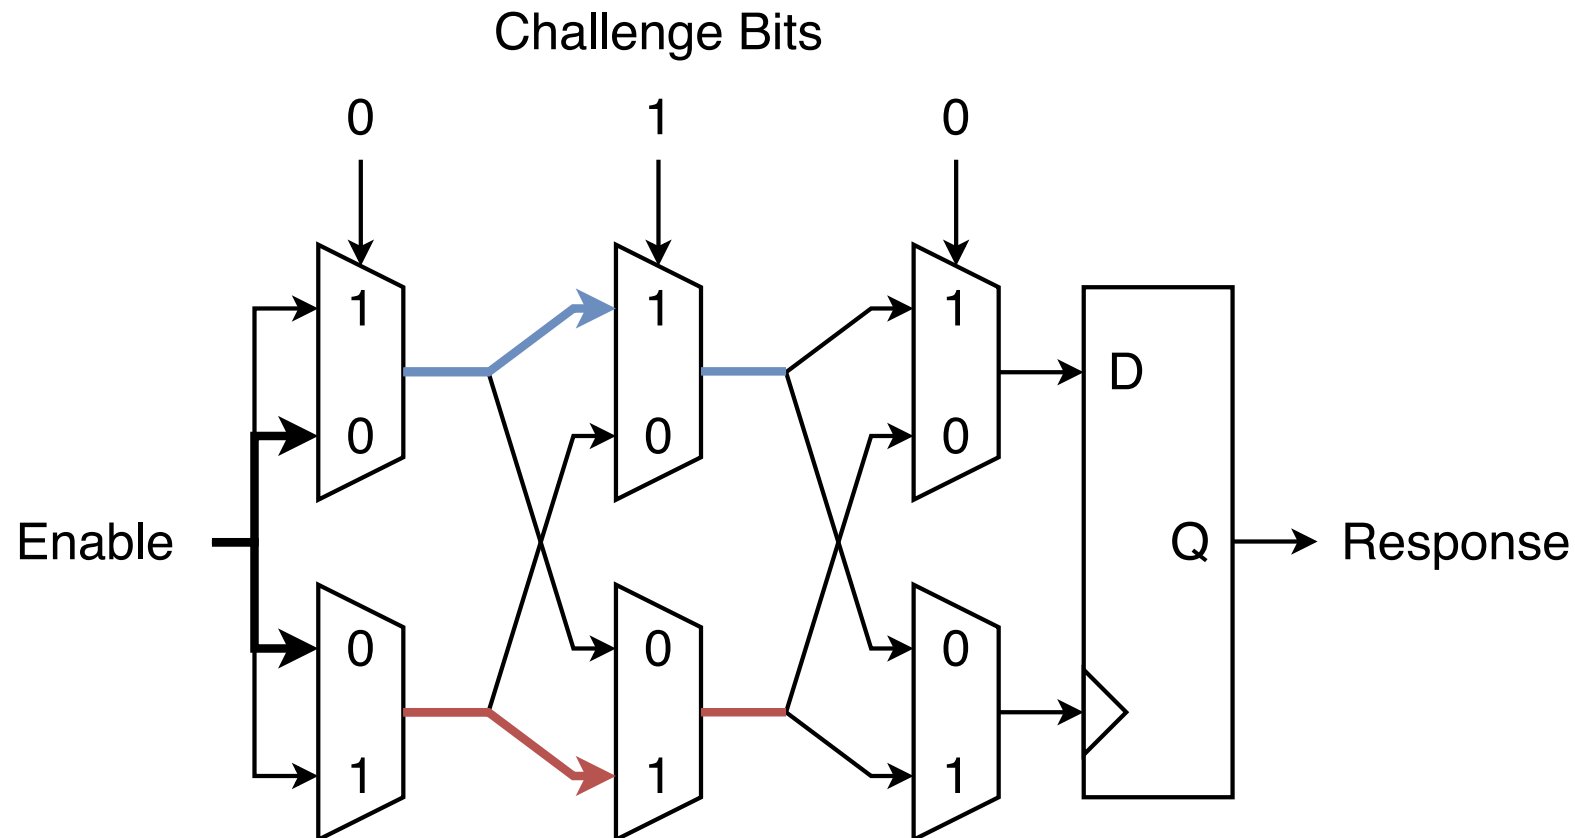 Challenge Bits
0 1 0
1 1 1
D
0 0 0
Enable Q Response
0 0 0
1 1 1